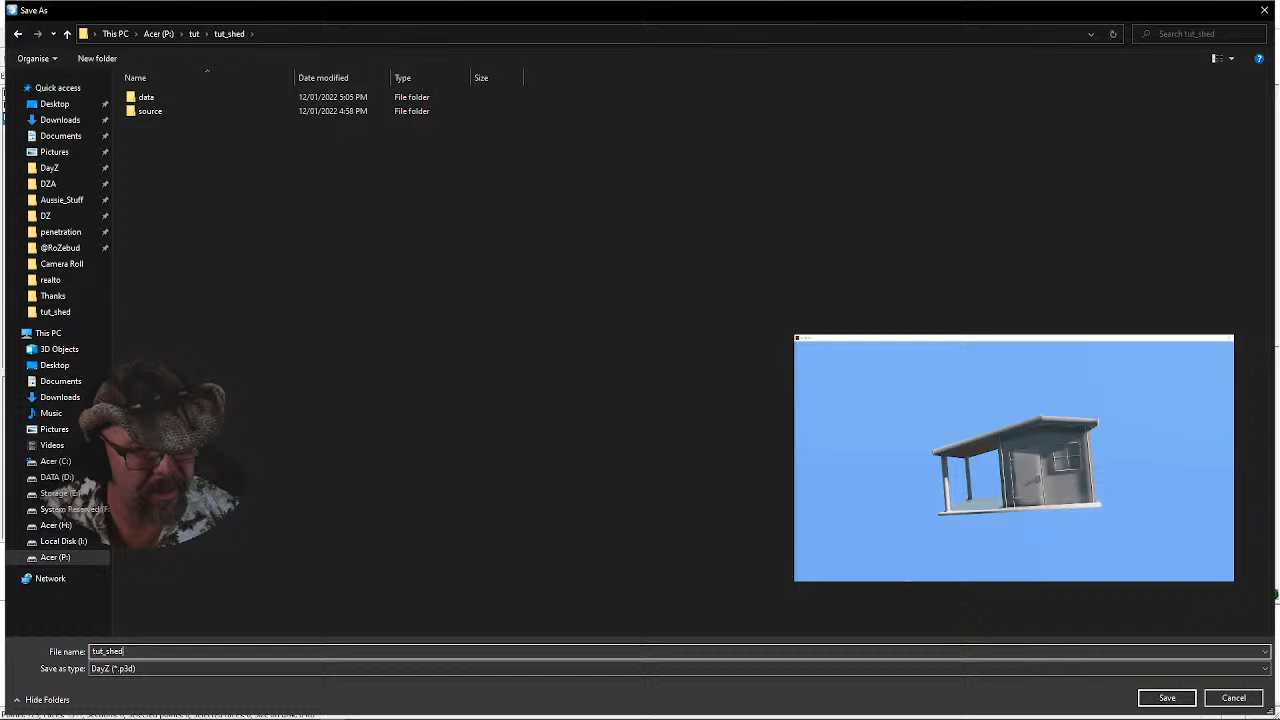 Save As
This PC > Acer (P:) > tut > tut_shed >
Search tut_shed
Organise
New folder
Name
Date modified
Type
Size
data 12/01/2022 5:05 PM File folder
source 12/01/2022 4:58 PM File folder
Quick access
Desktop
Downloads
Documents
Pictures
DayZ
DZA
Aussie_Stuff
DZ
penetration
@RoZebud
Camera Roll
realto
Thanks
tut_shed
This PC
3D Objects
Desktop
Documents
Downloads
Music
Pictures
Videos
Acer (C:)
DATA (D:)
Storage (E:)
System Reserved (F:
Acer (H:)
Local Disk (I:)
Acer (P:)
Network
File name: tut_shed
Save as type: DayZ (*.p3d)
Hide Folders
Save
Cancel